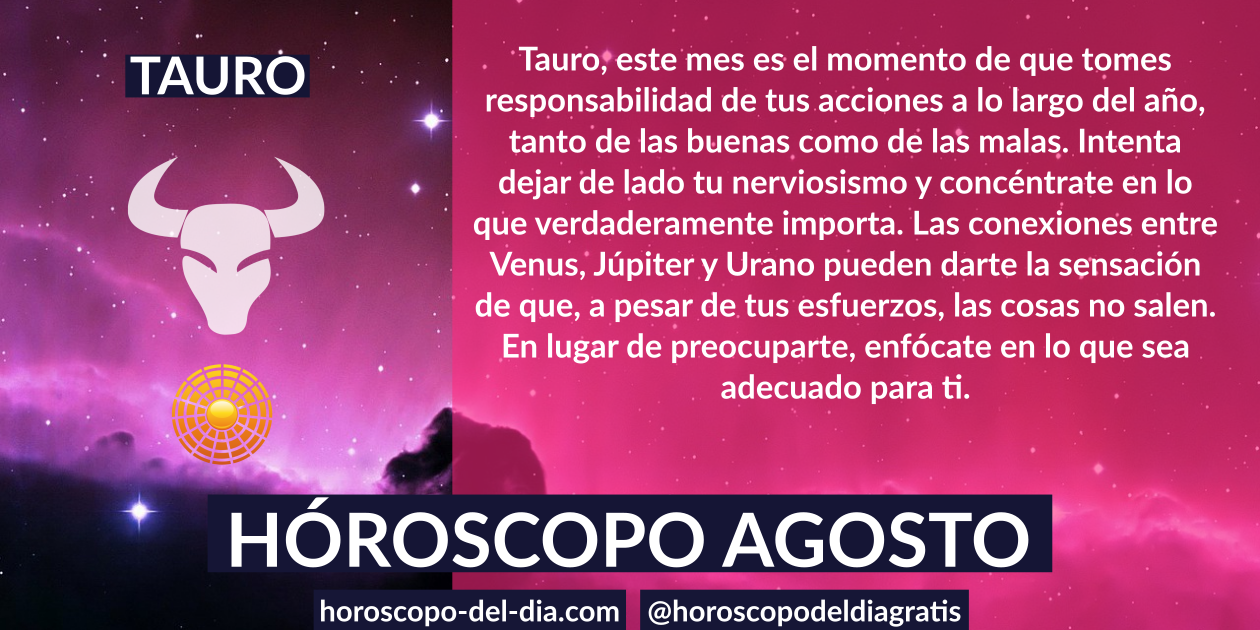 TAURO
Tauro, este mes es el momento de que tomes
responsabilidad de tus acciones a lo largo del año,
tanto de las buenas como de las malas. Intenta
dejar de lado tu nerviosismo y concéntrate en lo
que verdaderamente importa. Las conexiones entre
Venus, Júpiter y Urano pueden darte la sensación
de que, a pesar de tus esfuerzos, las cosas no salen.
En lugar de preocuparte, enfócate en lo que sea
adecuado para ti.
HÓROSCOPO AGOSTO
horoscopo-del-dia.com
@horoscopodeldiagratis